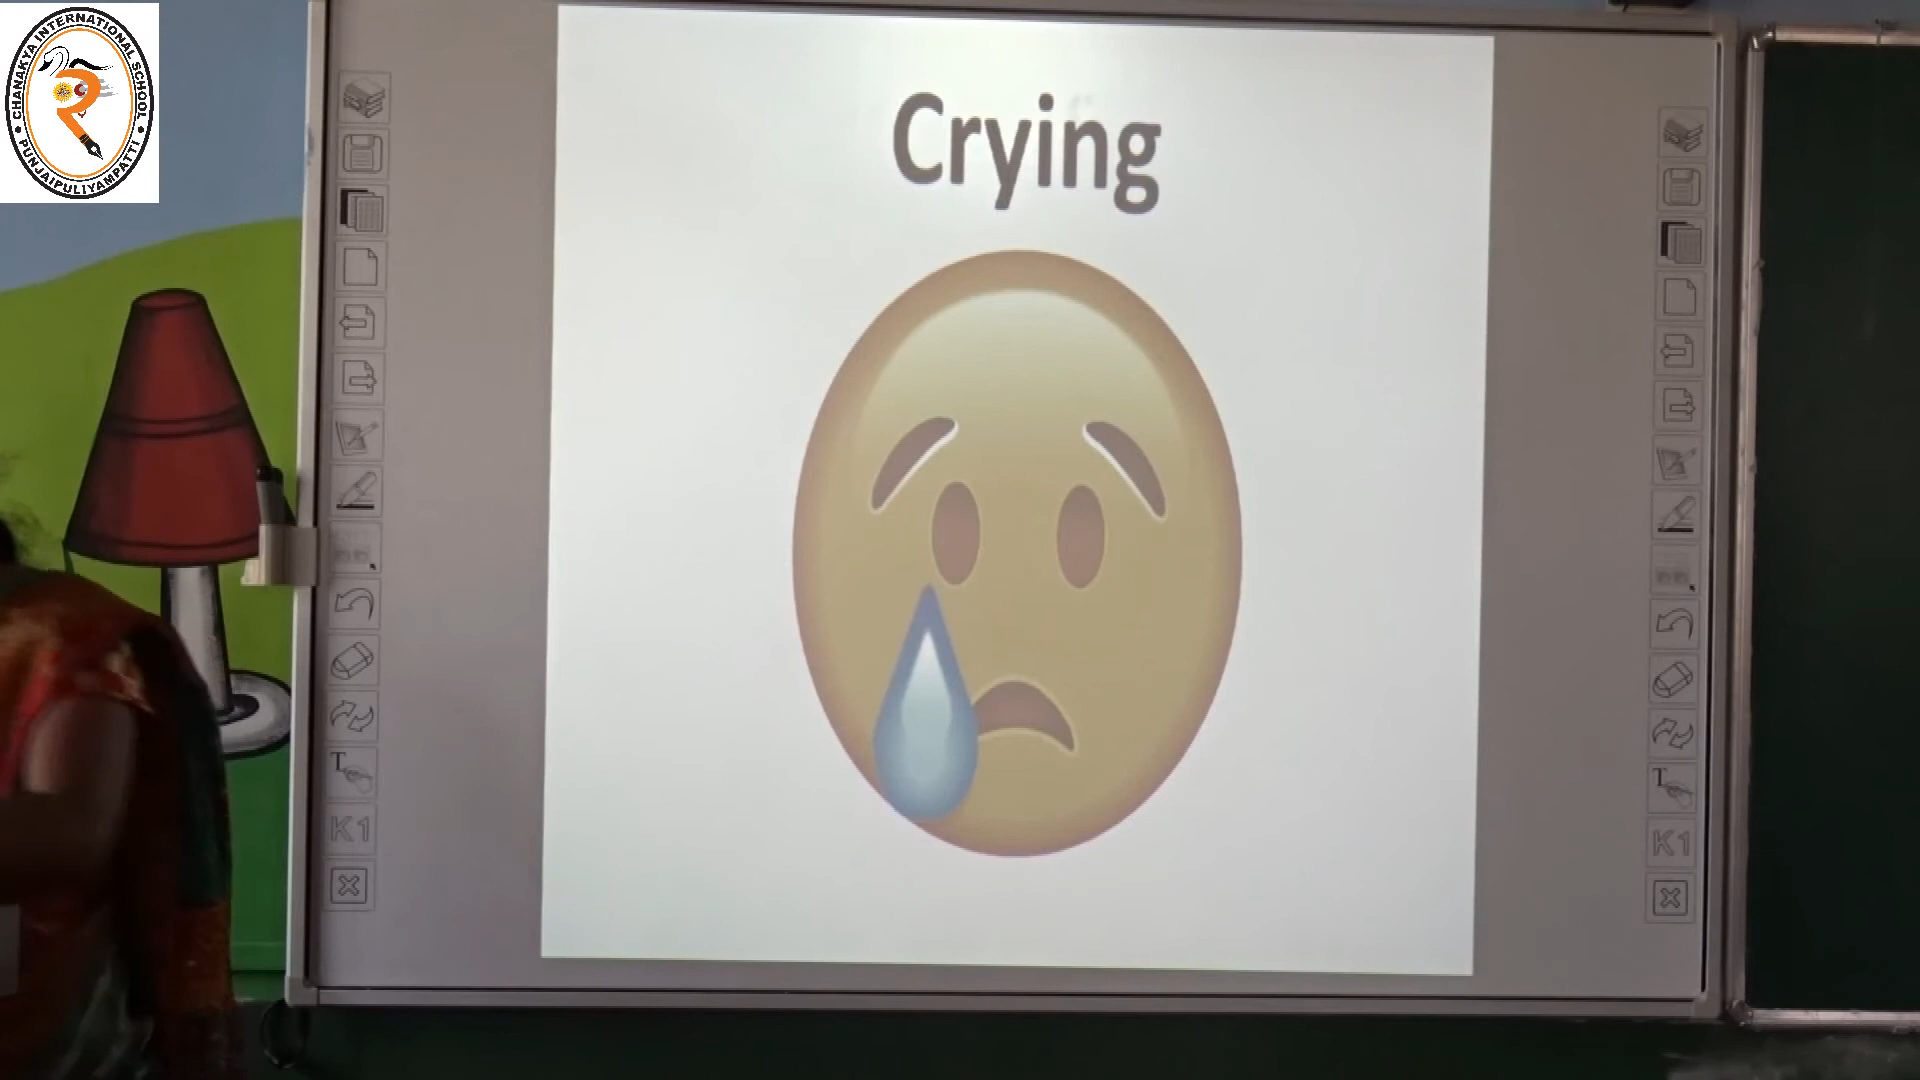 CHANAKYA INTERNATIONAL SCHOOL
PUNJAIPULIYAMPATTI
Crying
T
K1
T
K1